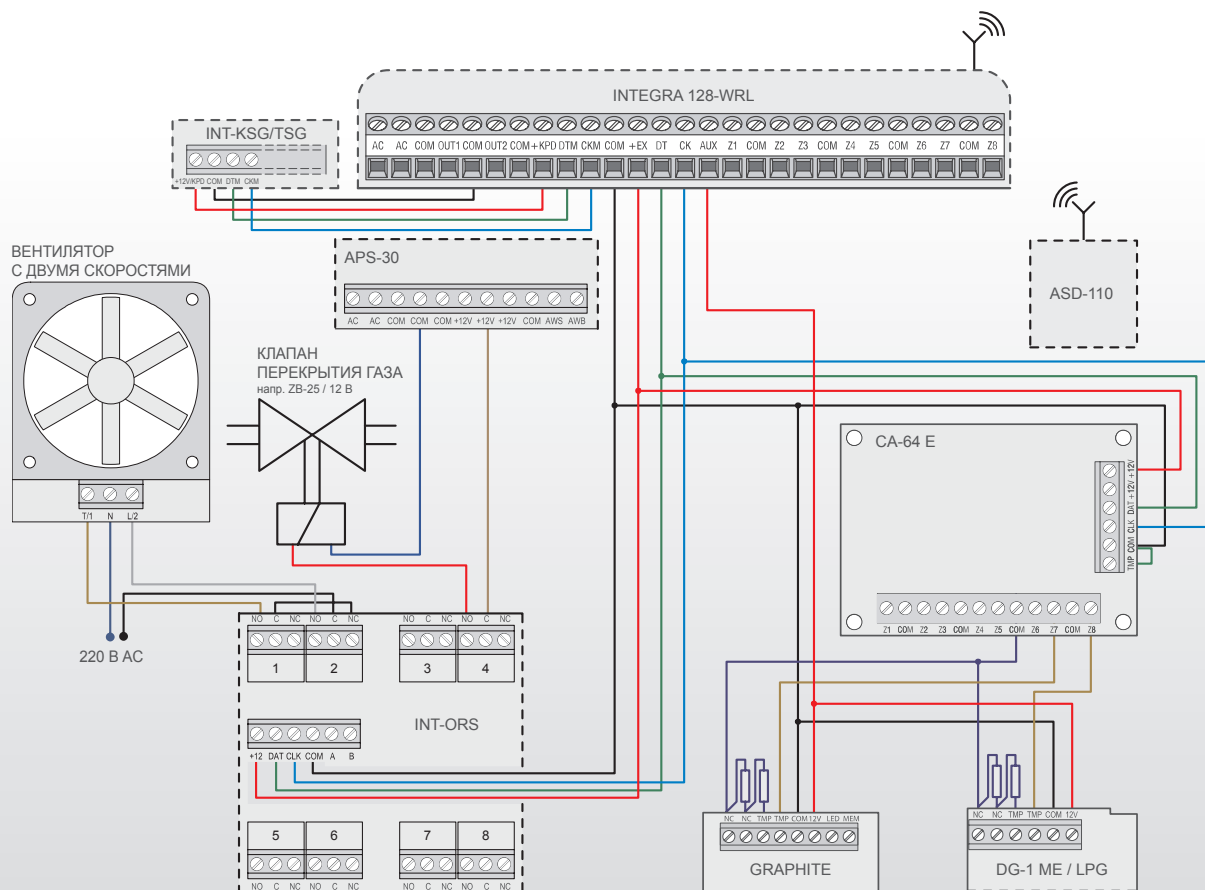 INTEGRA 128-WRL
AC AC COM OUT1 COM OUT2 COM +KPD DTM CKM COM +EX DT CK AUX Z1 COM Z2 Z3 COM Z4 Z5 COM Z6 Z7 COM Z8
INT-KSG/TSG
+12V/KPD COM DTM CKM
ВЕНТИЛЯТОР
С ДВУМЯ СКОРОСТЯМИ
T/1 N L/2
220 В AC
APS-30
AC AC COM COM COM +12V +12V +12V COM AWS AWB
ASD-110
КЛАПАН
ПЕРЕКРЫТИЯ ГАЗА
напр. ZB-25 / 12 В
CA-64 E
TMP COM CLK DAT +12V +12V
Z1 COM Z2 Z3 COM Z4 Z5 COM Z6 Z7 COM Z8
NO C NC NO C NC NO C NC NO C NC
1 2 3 4
INT-ORS
+12 DAT CLK COM A B
5 6 7 8
NO C NC NO C NC NO C NC NO C NC
NC NC TMP TMP COM 12V LED MEM
GRAPHITE
NC NC TMP TMP COM 12V
DG-1 ME / LPG